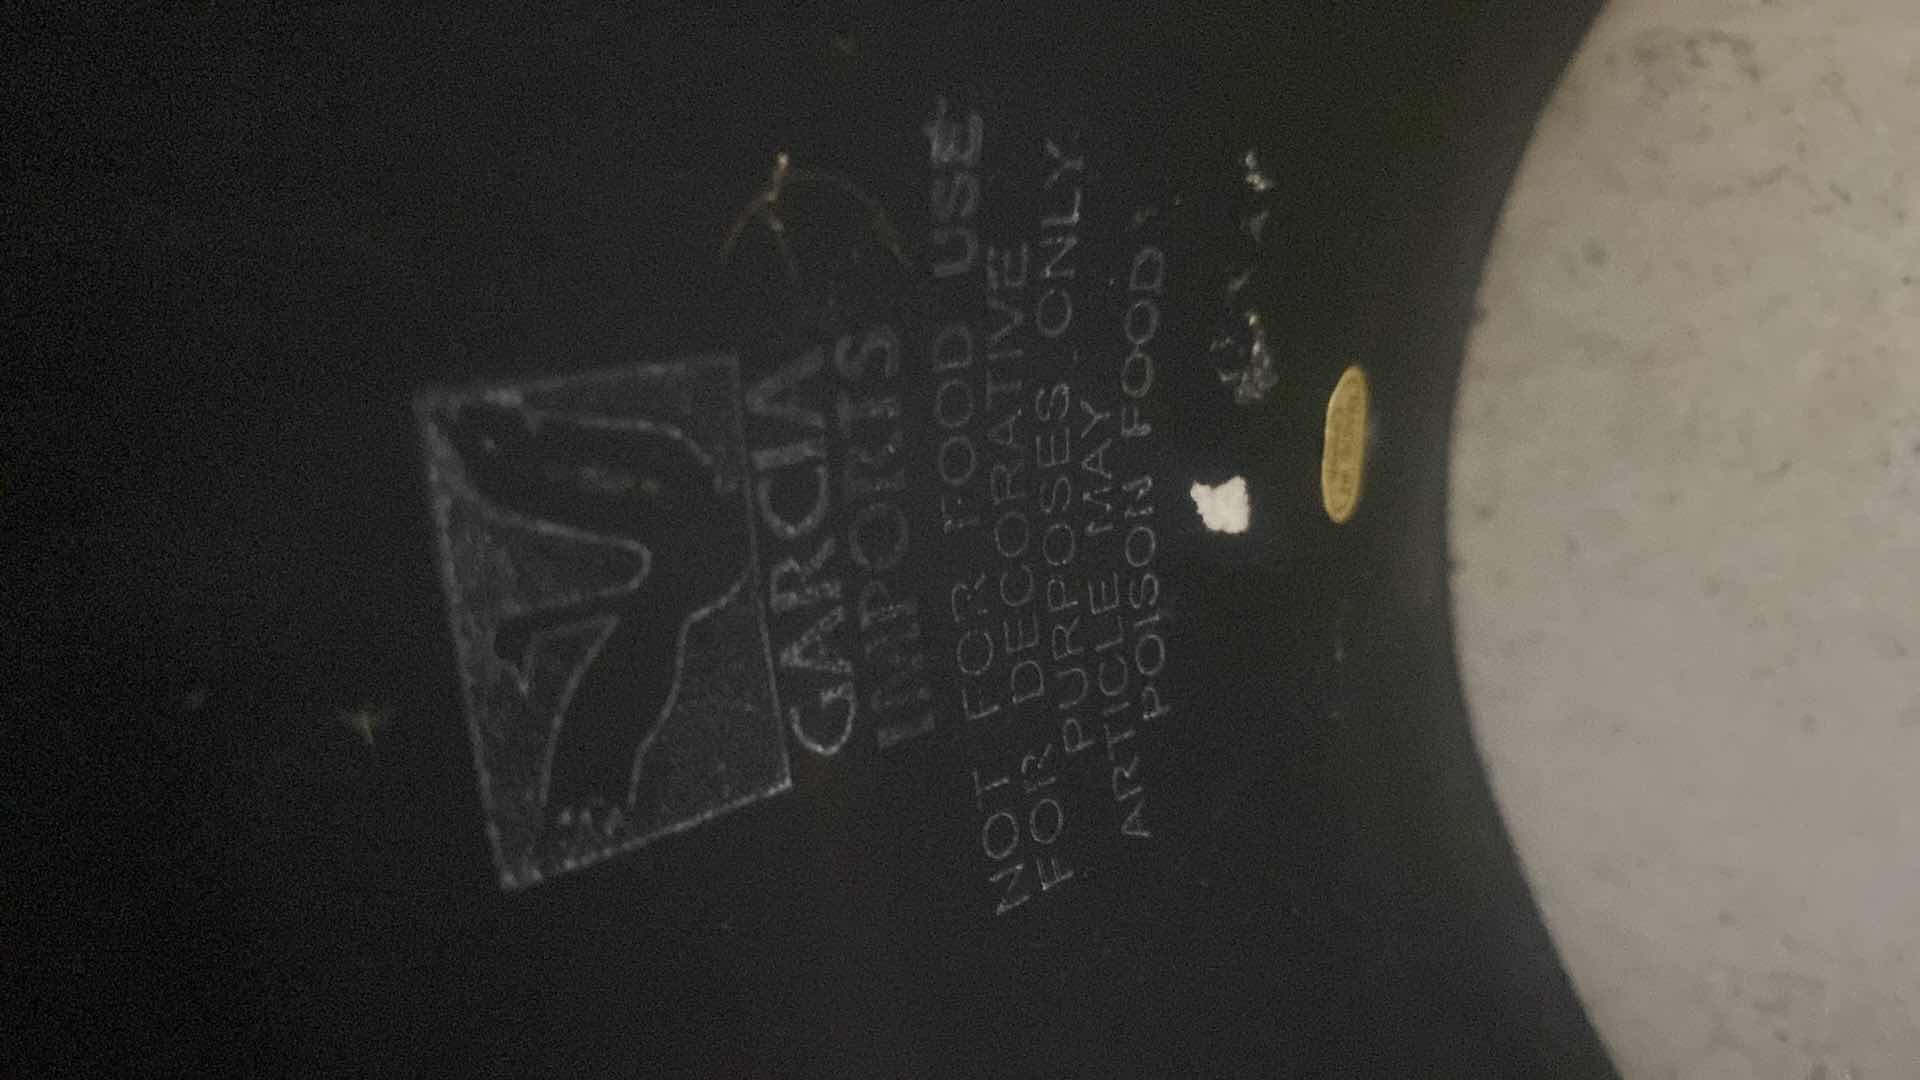 GARCIA
IMPORTS
NOT FOR FOOD USE
FOR DECORATIVE
PURPOSES ONLY
ARTICLE MAY
POISON FOOD